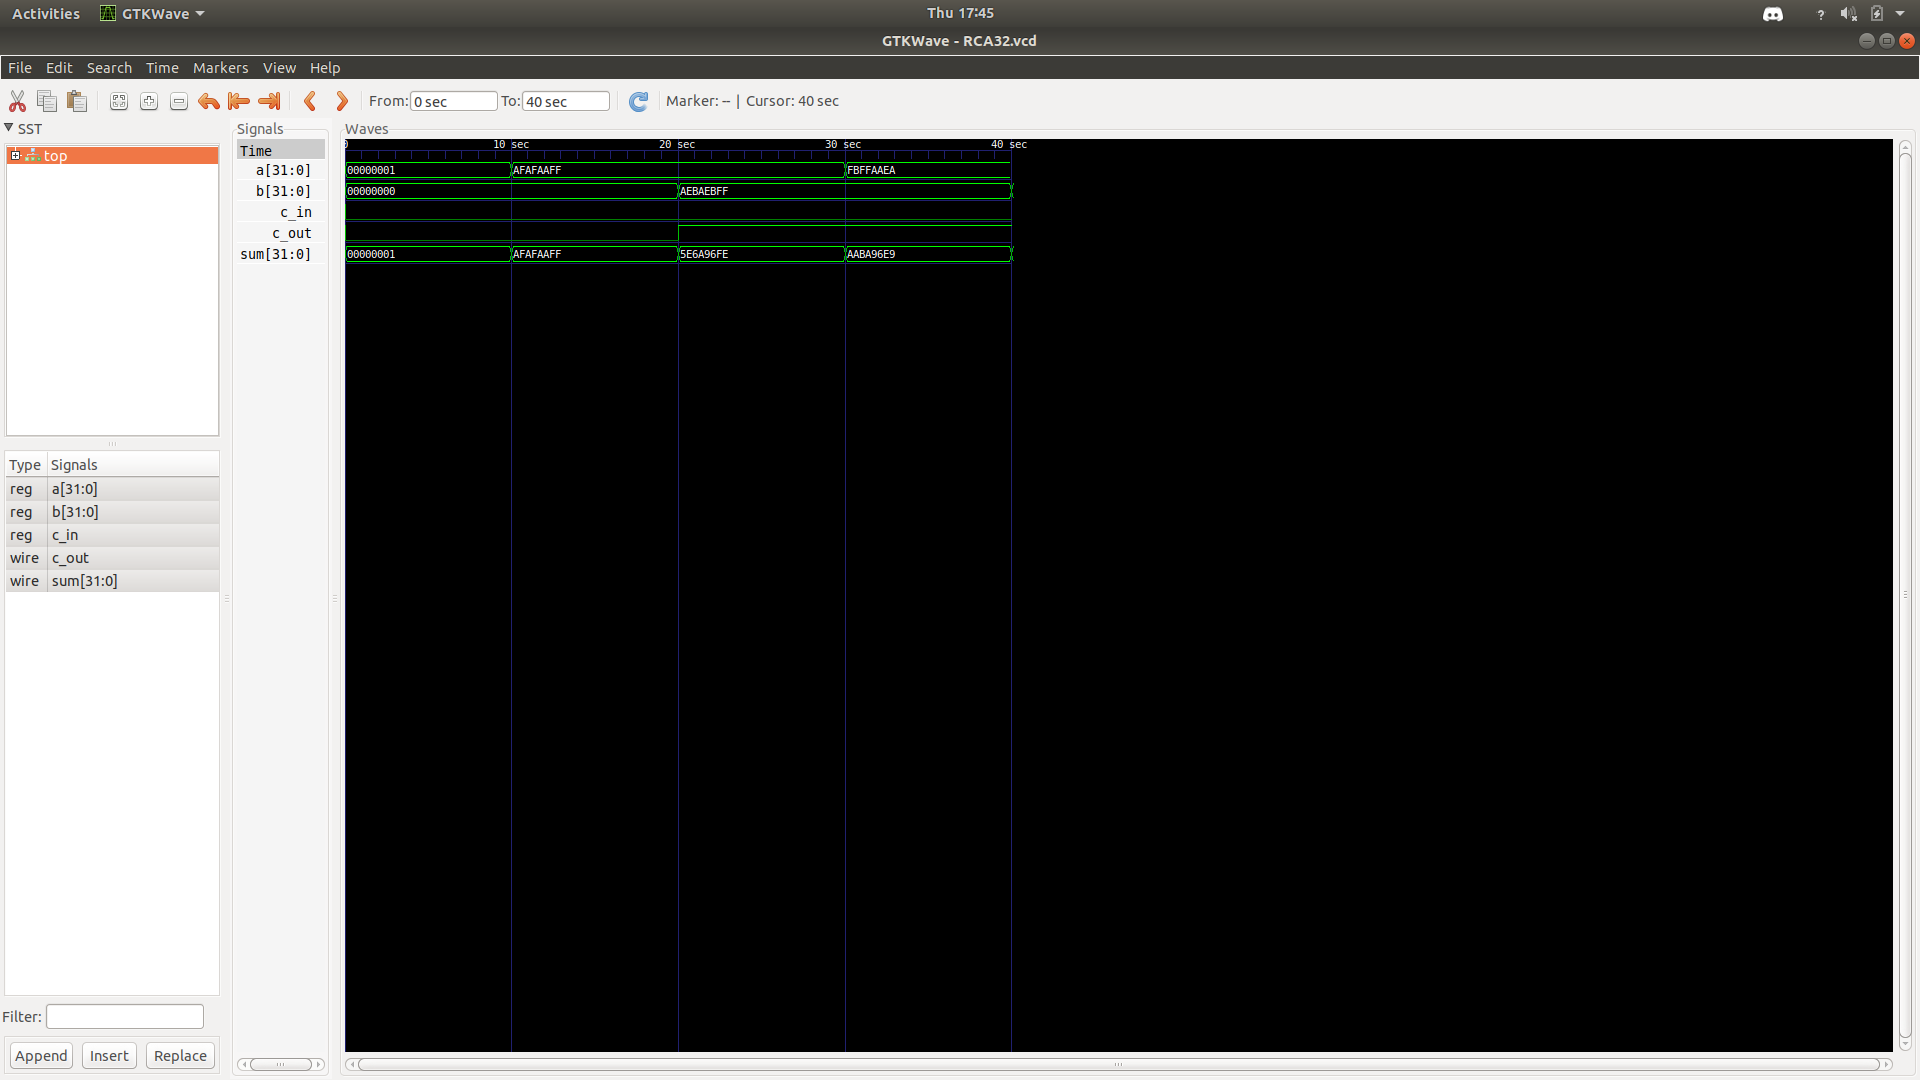 Activities GTKWave Thu 17:45 ?
GTKWave - RCA32.vcd
File Edit Search Time Markers View Help
From: 0 sec To: 40 sec Marker: -- | Cursor: 40 sec
SST
top
Type Signals
reg a[31:0]
reg b[31:0]
reg c_in
wire c_out
wire sum[31:0]
Filter:
Append Insert Replace
Signals
Time
a[31:0]
b[31:0]
c_in
c_out
sum[31:0]
Waves
0 10 sec 20 sec 30 sec 40 sec
00000001 AFAFAAFF FBFFAAEA
00000000 AEBAEBFF
00000001 AFAFAAFF 5E6A96FE AABA96E9